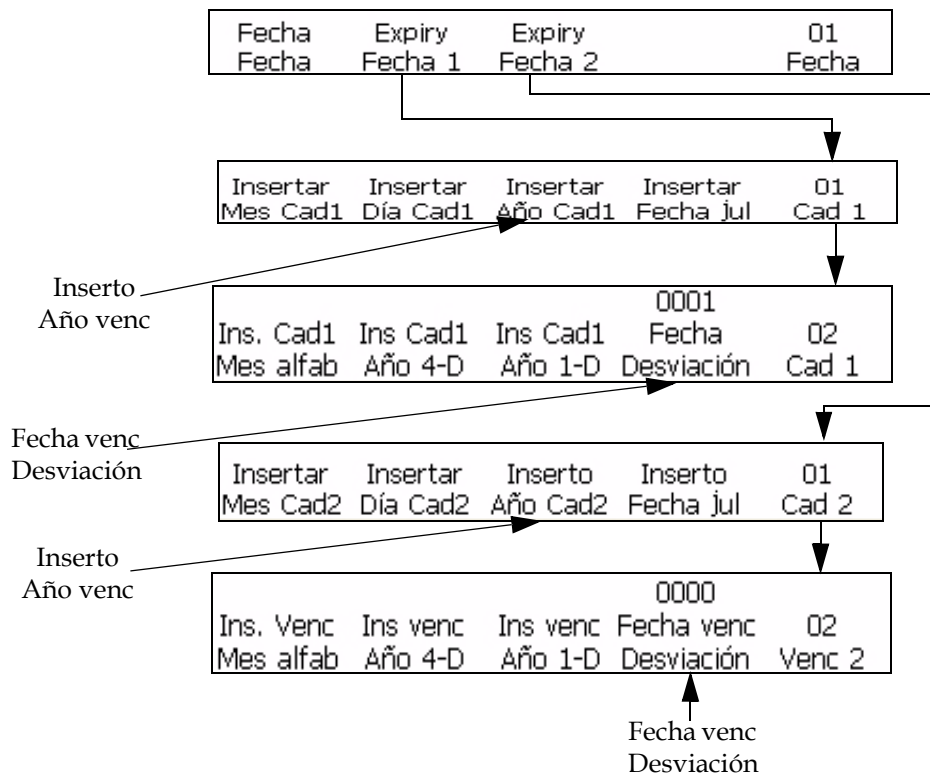 Fecha Expiry Expiry 01
Fecha Fecha 1 Fecha 2 Fecha
Insertar Insertar Insertar Insertar 01
Mes Cad1 Día Cad1 Año Cad1 Fecha jul Cad 1
Inserto
Año venc
0001
Ins. Cad1 Ins Cad1 Ins Cad1 Fecha 02
Mes alfab Año 4-D Año 1-D Desviación Cad 1
Fecha venc
Desviación
Insertar Insertar Inserto Inserto 01
Mes Cad2 Día Cad2 Año Cad2 Fecha jul Cad 2
Inserto
Año venc
0000
Ins. Venc Ins venc Ins venc Fecha venc 02
Mes alfab Año 4-D Año 1-D Desviación Venc 2
Fecha venc
Desviación